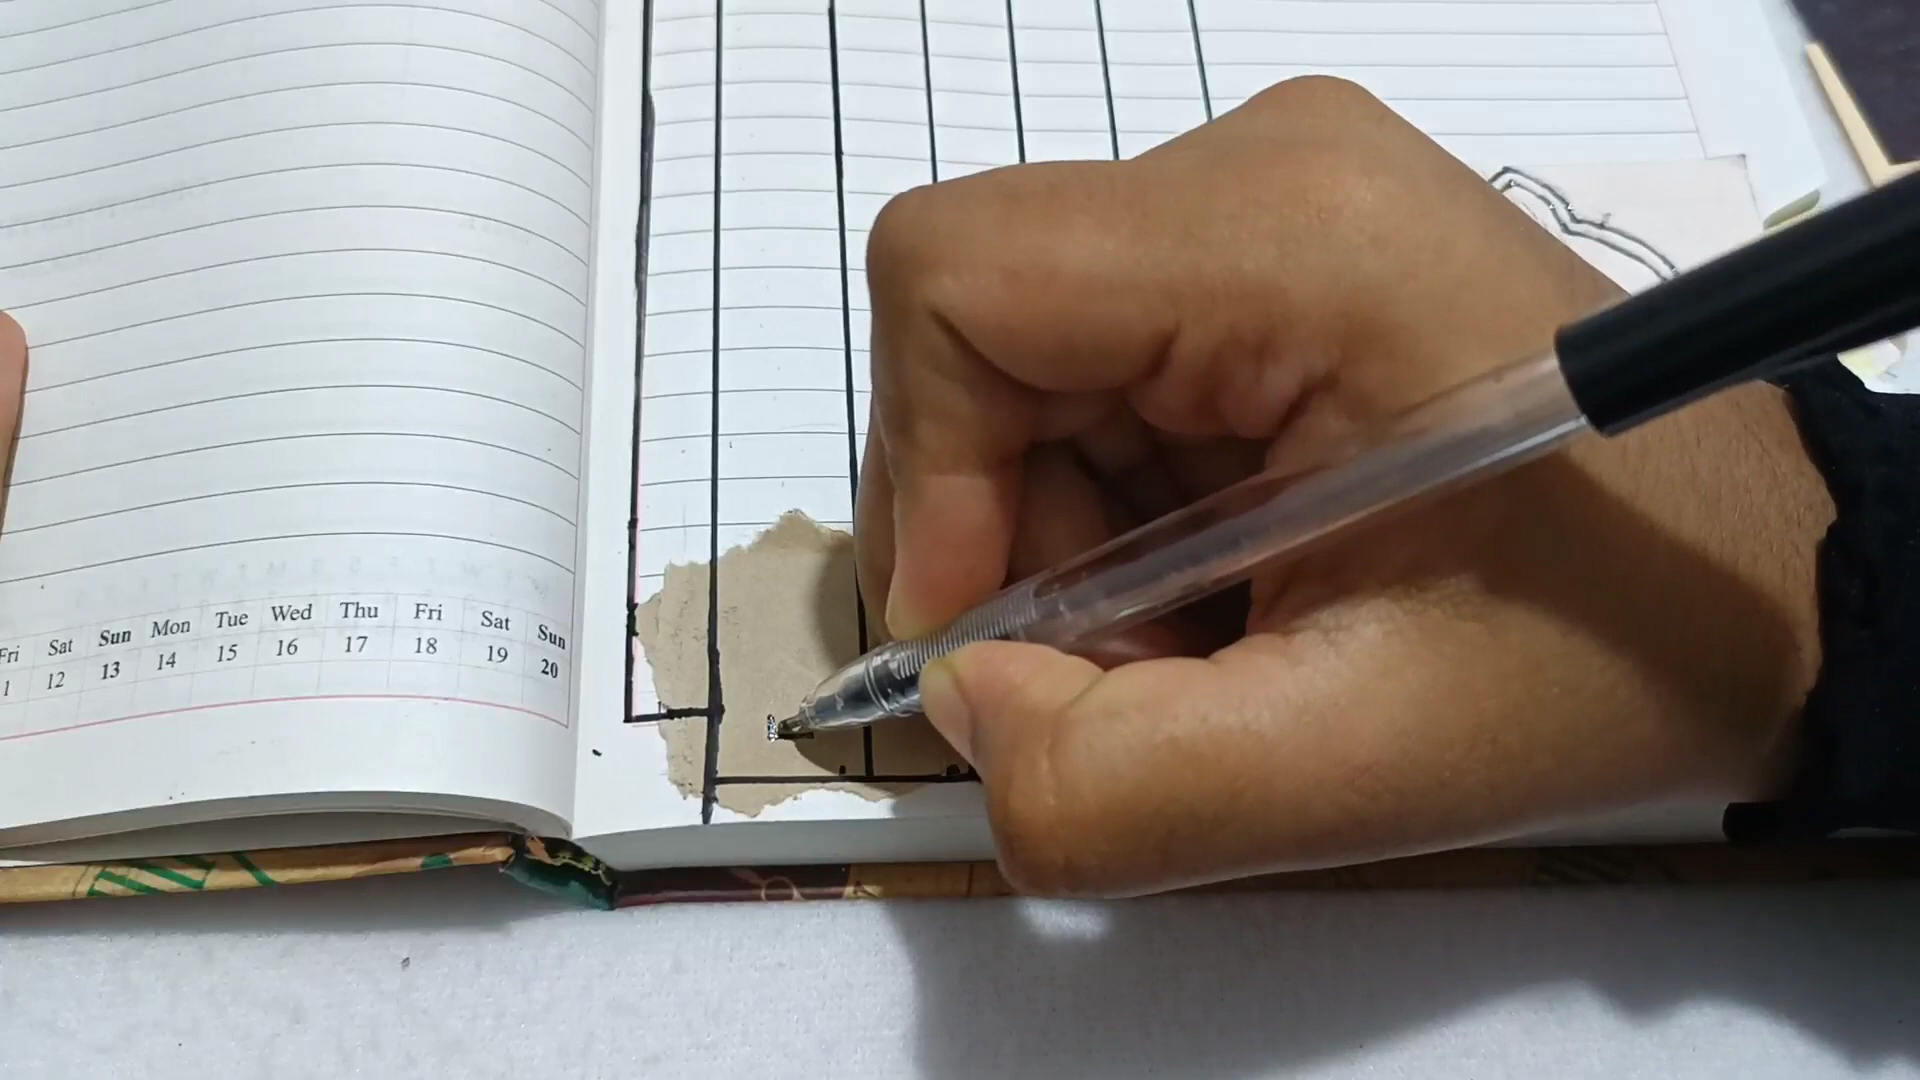 Fri Sat Sun Mon Tue Wed Thu Fri Sat Sun
1 12 13 14 15 16 17 18 19 20